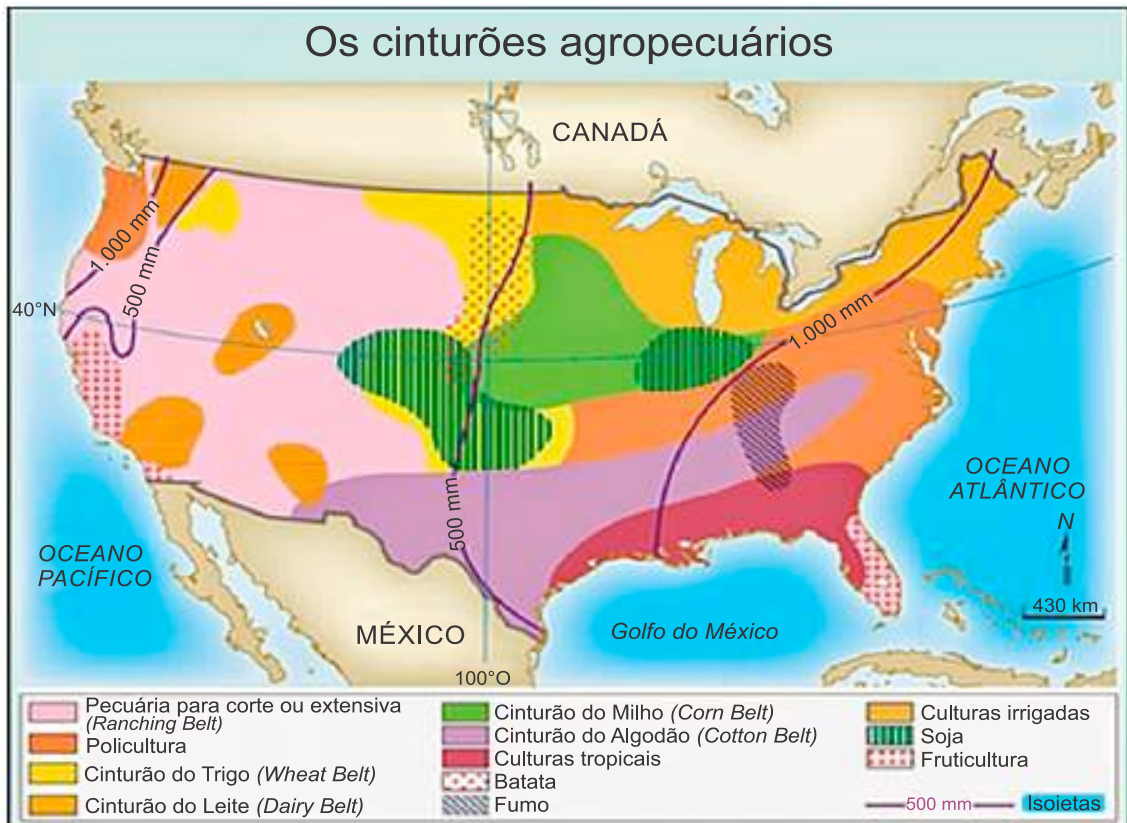 Os cinturões agropecuários
CANADÁ
1.000 mm
500 mm
40°N
1.000 mm
OCEANO
ATLÂNTICO
N
500 mm
OCEANO
PACÍFICO
430 km
MÉXICO
Golfo do México
100°O
Pecuária para corte ou extensiva
(Ranching Belt)
Policultura
Cinturão do Trigo (Wheat Belt)
Cinturão do Leite (Dairy Belt)
Cinturão do Milho (Corn Belt)
Cinturão do Algodão (Cotton Belt)
Culturas tropicais
Batata
Fumo
Culturas irrigadas
Soja
Fruticultura
500 mm
Isoietas